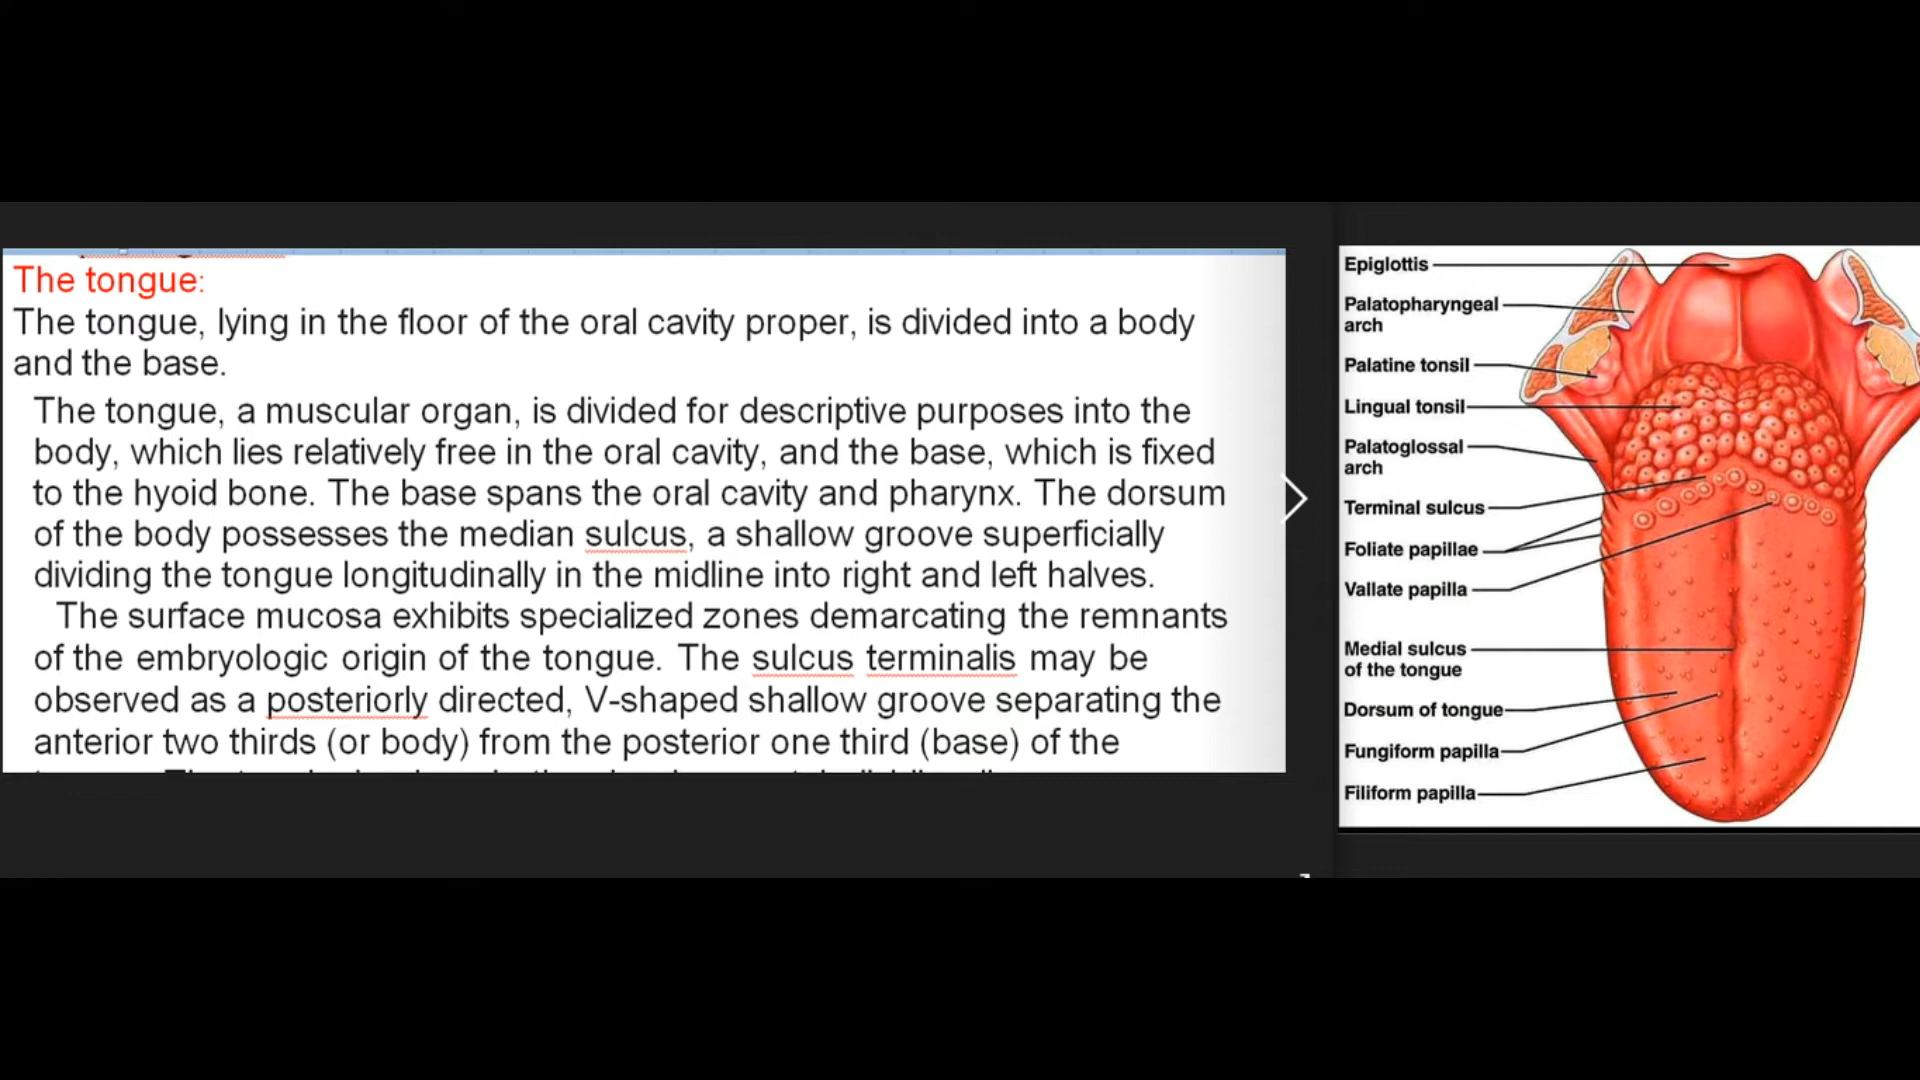 The tongue:
The tongue, lying in the floor of the oral cavity proper, is divided into a body
and the base.
The tongue, a muscular organ, is divided for descriptive purposes into the
body, which lies relatively free in the oral cavity, and the base, which is fixed
to the hyoid bone. The base spans the oral cavity and pharynx. The dorsum
of the body possesses the median sulcus, a shallow groove superficially
dividing the tongue longitudinally in the midline into right and left halves.
The surface mucosa exhibits specialized zones demarcating the remnants
of the embryologic origin of the tongue. The sulcus terminalis may be
observed as a posteriorly directed, V-shaped shallow groove separating the
anterior two thirds (or body) from the posterior one third (base) of the
Epiglottis
Palatopharyngeal
arch
Palatine tonsil
Lingual tonsil
Palatoglossal
arch
Terminal sulcus
Foliate papillae
Vallate papilla
Medial sulcus
of the tongue
Dorsum of tongue
Fungiform papilla
Filiform papilla